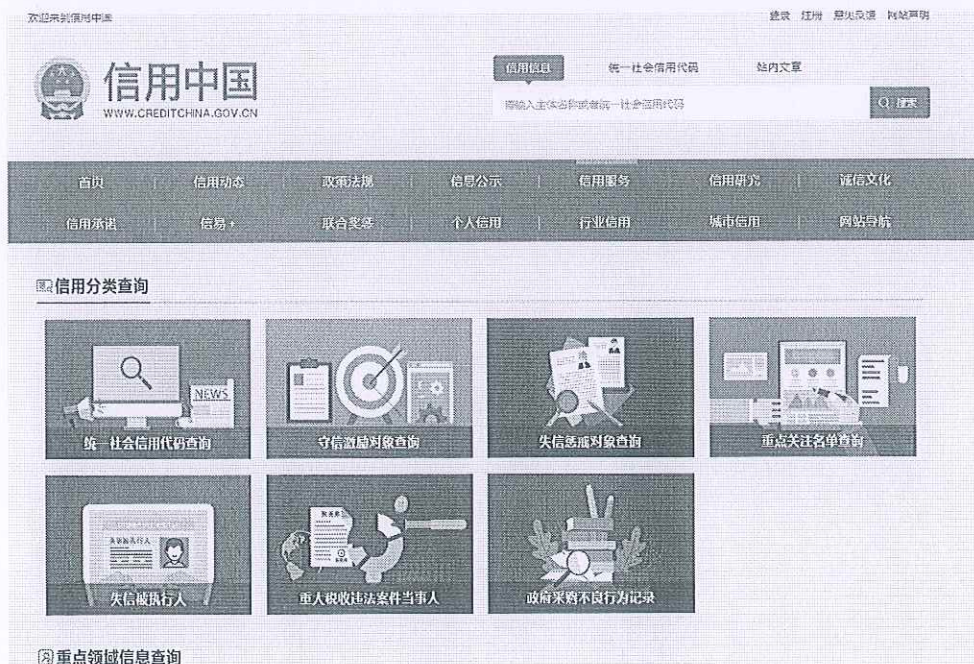 欢迎来到信用中国
登录 注册 意见反馈 网站声明
信用中国
WWW.CREDITCHINA.GOV.CN
信用信息 统一社会信用代码 站内文章
请输入主体名称或者统一社会信用代码 搜索
首页 信用动态 政策法规 信息公示 信用服务 信用研究 诚信文化
信用承诺 信易+ 联合奖惩 个人信用 行业信用 城市信用 网站导航
信用分类查询
NEWS
统一社会信用代码查询 守信激励对象查询 失信惩戒对象查询 重点关注名单查询
失信被执行人
失信被执行人 重大税收违法案件当事人 政府采购不良行为记录
重点领域信息查询